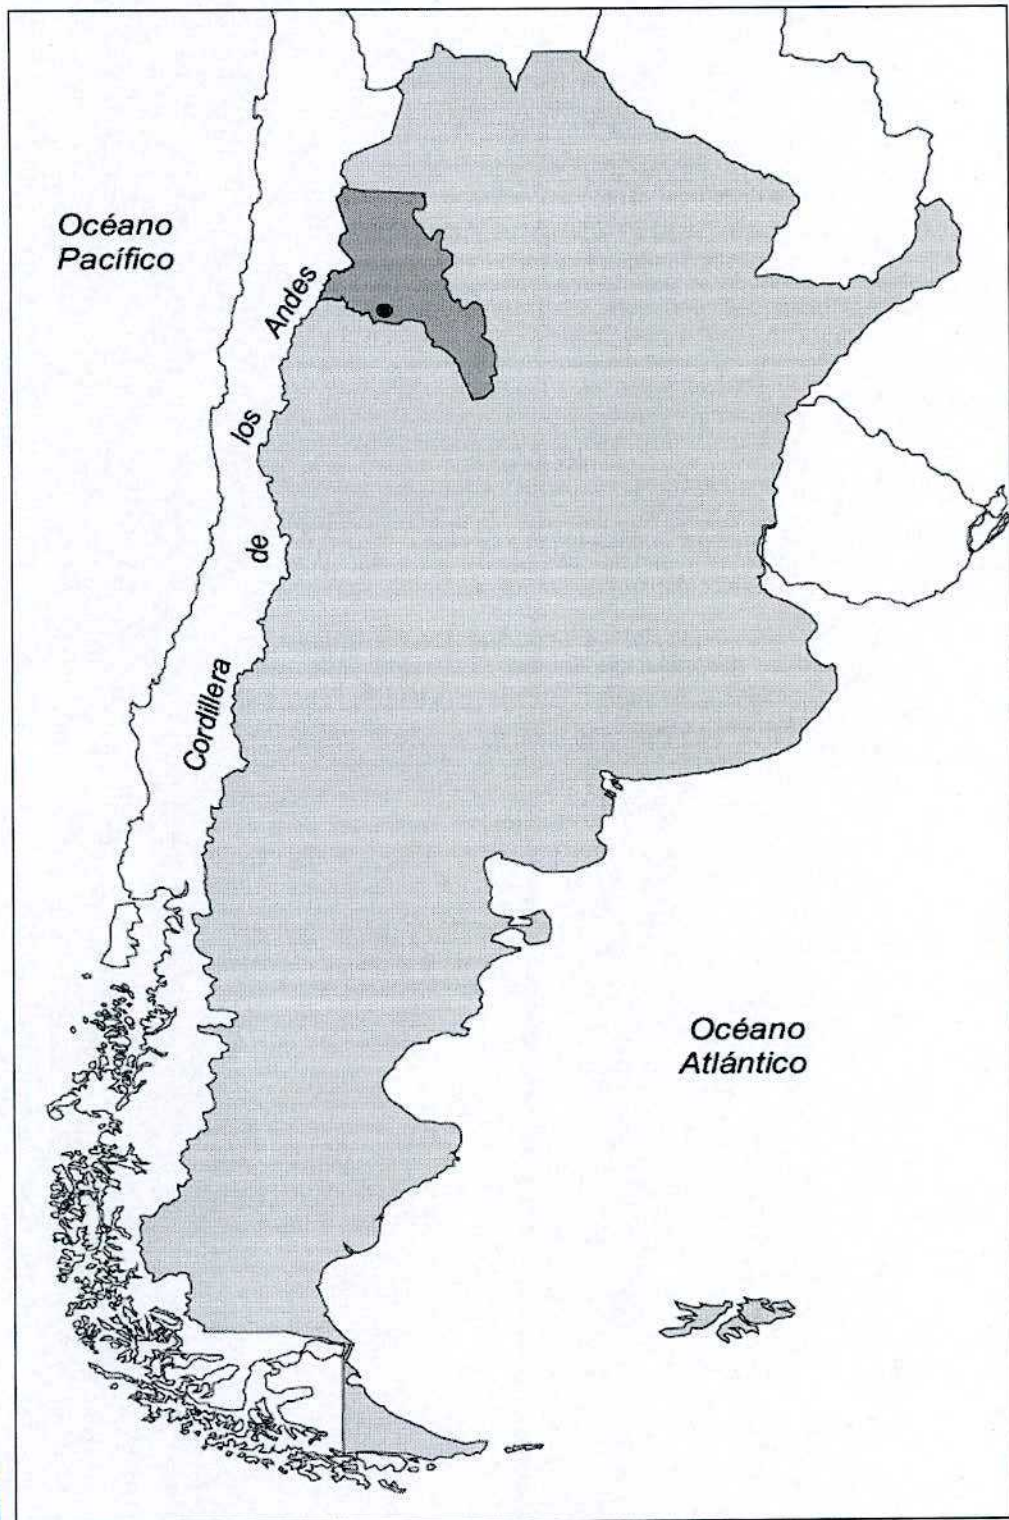 Océano
Pacífico
Cordillera de los Andes
Océano
Atlántico